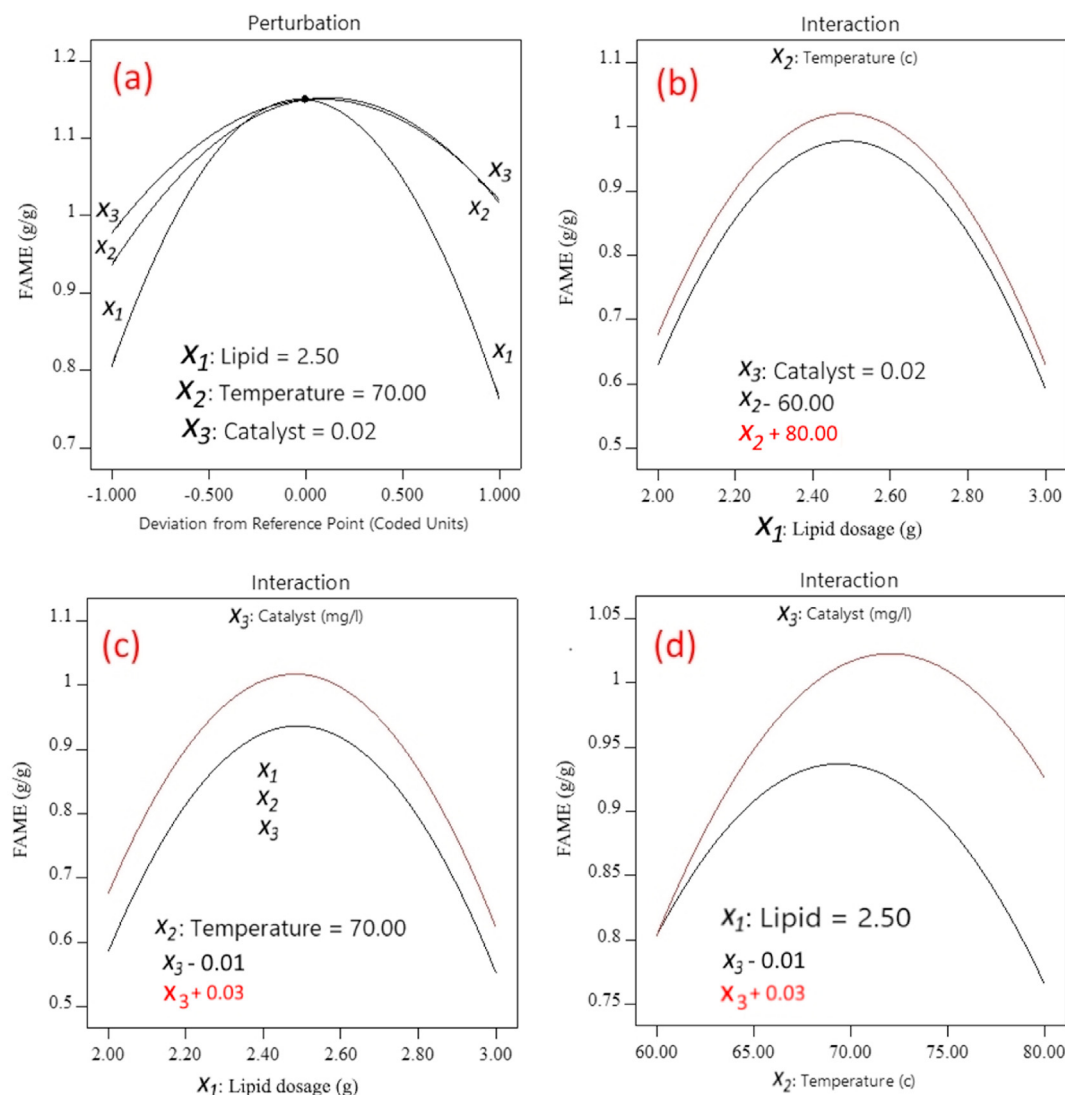 Perturbation
(a)
1.2
1.1
1
0.9
0.8
0.7
FAME (g/g)
X3
X2
X1
X3
X2
X1
X1: Lipid = 2.50
X2: Temperature = 70.00
X3: Catalyst = 0.02
-1.000 -0.500 0.000 0.500 1.000
Deviation from Reference Point (Coded Units)
Interaction
X2: Temperature (c)
(b)
1.1
1
0.9
0.8
0.7
0.6
0.5
FAME (g/g)
X3: Catalyst = 0.02
X2- 60.00
X2 + 80.00
2.00 2.20 2.40 2.60 2.80 3.00
X1: Lipid dosage (g)
Interaction
X3: Catalyst (mg/l)
(c)
1.1
1
0.9
0.8
0.7
0.6
0.5
FAME (g/g)
X1
X2
X3
X2: Temperature = 70.00
X3 - 0.01
X3 + 0.03
2.00 2.20 2.40 2.60 2.80 3.00
X1: Lipid dosage (g)
Interaction
X3: Catalyst (mg/l)
(d)
1.05
1
0.95
0.9
0.85
0.8
0.75
FAME (g/g)
X1: Lipid = 2.50
X3 - 0.01
X3 + 0.03
60.00 65.00 70.00 75.00 80.00
X2: Temperature (c)